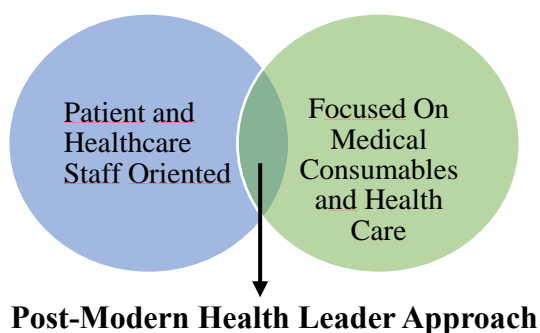 Patient and
Healthcare
Staff Oriented
Focused On
Medical
Consumables
and Health
Care
Post-Modern Health Leader Approach